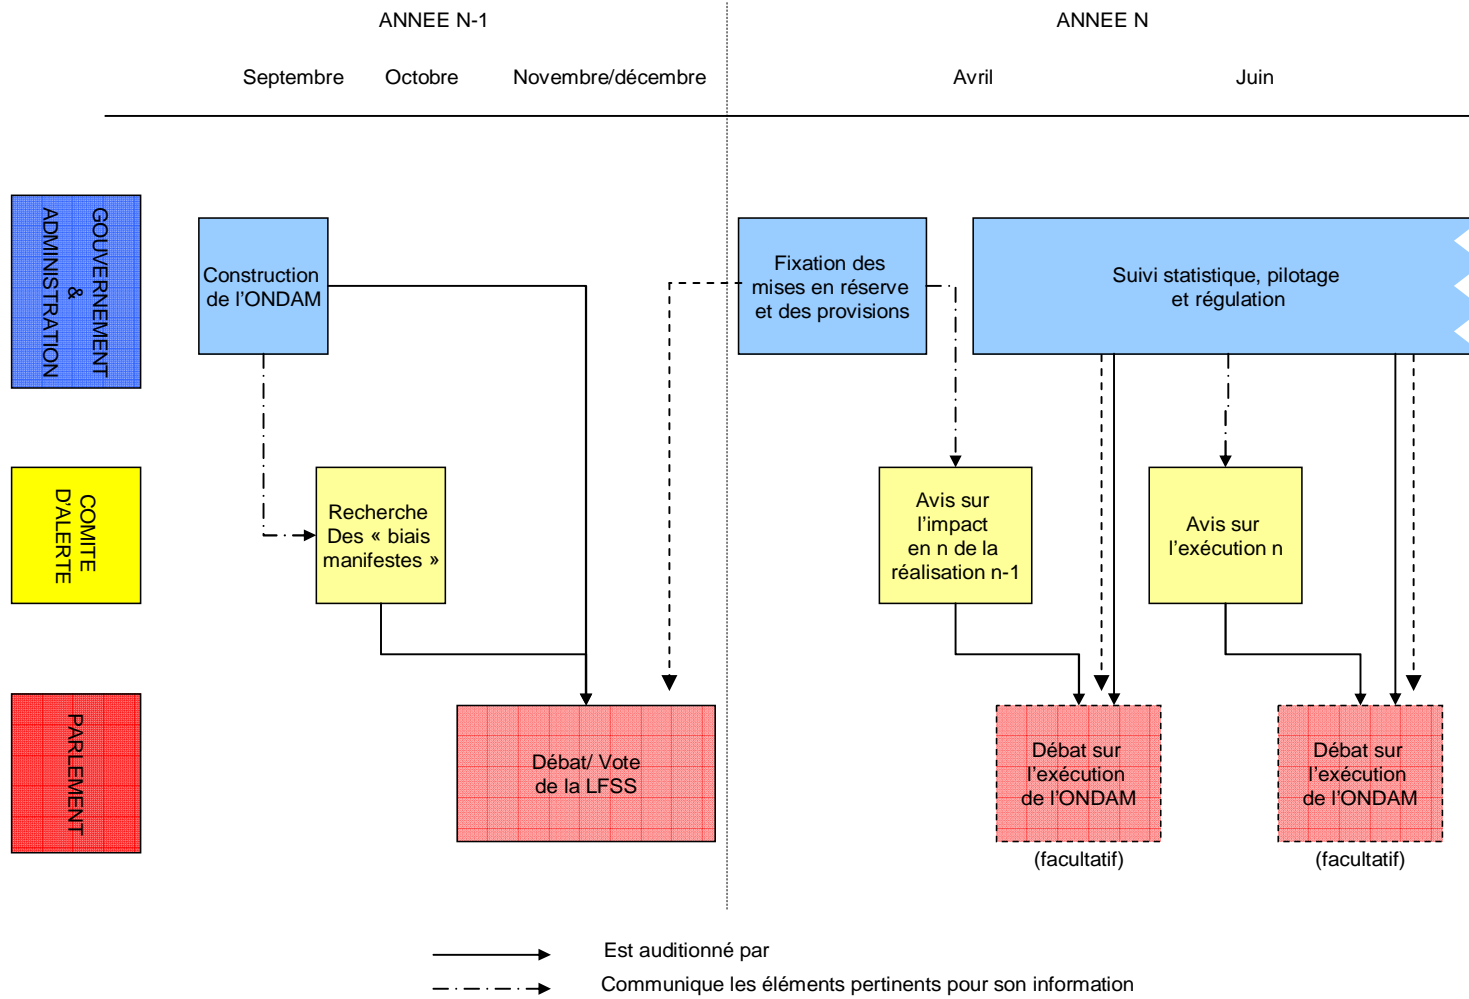 ANNEE N-1
ANNEE N
Septembre
Octobre
Novembre/décembre
Avril
Juin
GOUVERNEMENT
&
ADMINISTRATION
Construction
de l’ONDAM
Fixation des
mises en réserve
et des provisions
Suivi statistique, pilotage
et régulation
COMITE
D’ALERTE
Recherche
Des « biais
manifestes »
Avis sur
l’impact
en n de la
réalisation n-1
Avis sur
l’exécution n
PARLEMENT
Débat/ Vote
de la LFSS
Débat sur
l’exécution
de l’ONDAM
(facultatif)
Débat sur
l’exécution
de l’ONDAM
(facultatif)
Est auditionné par
Communique les éléments pertinents pour son information